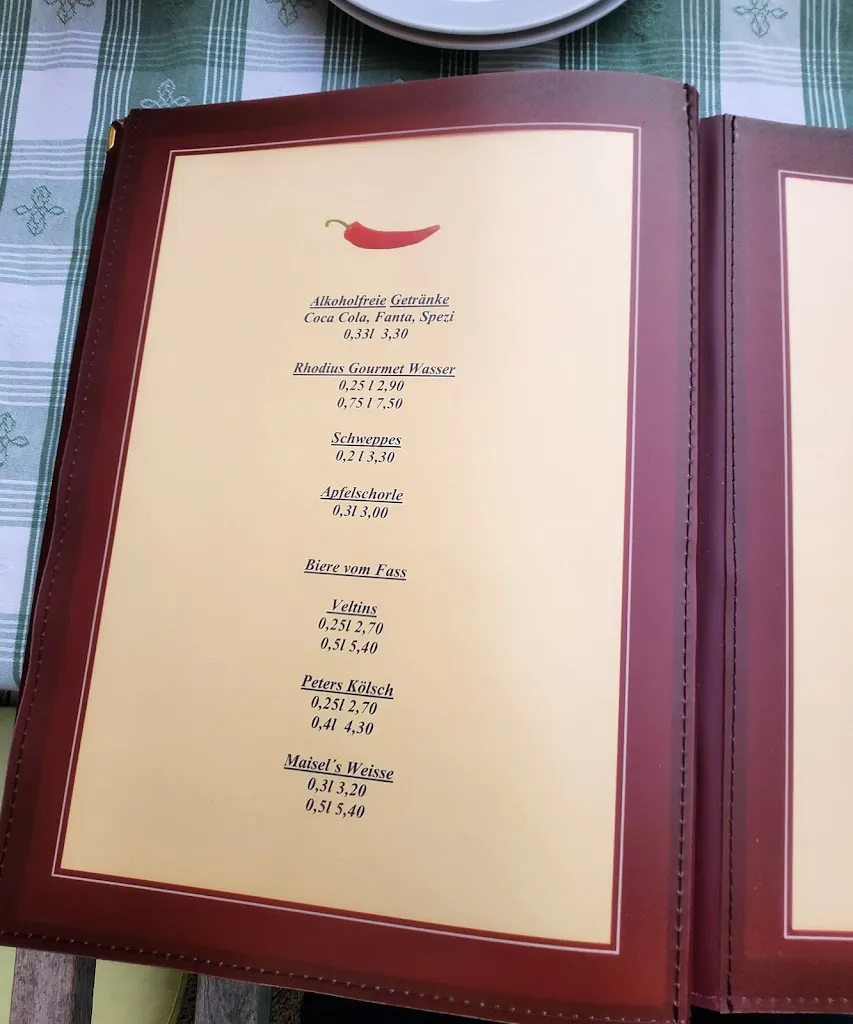 Alkoholfreie Getränke
Coca Cola, Fanta, Spezi
0,33l 3,30
Rhodius Gourmet Wasser
0,25 l 2,90
0,75 l 7,50
Schweppes
0,2 l 3,30
Apfelschorle
0,3l 3,00
Biere vom Fass
Veltins
0,25l 2,70
0,5l 5,40
Peters Kölsch
0,25l 2,70
0,4l 4,30
Maisel´s Weisse
0,3l 3,20
0,5l 5,40